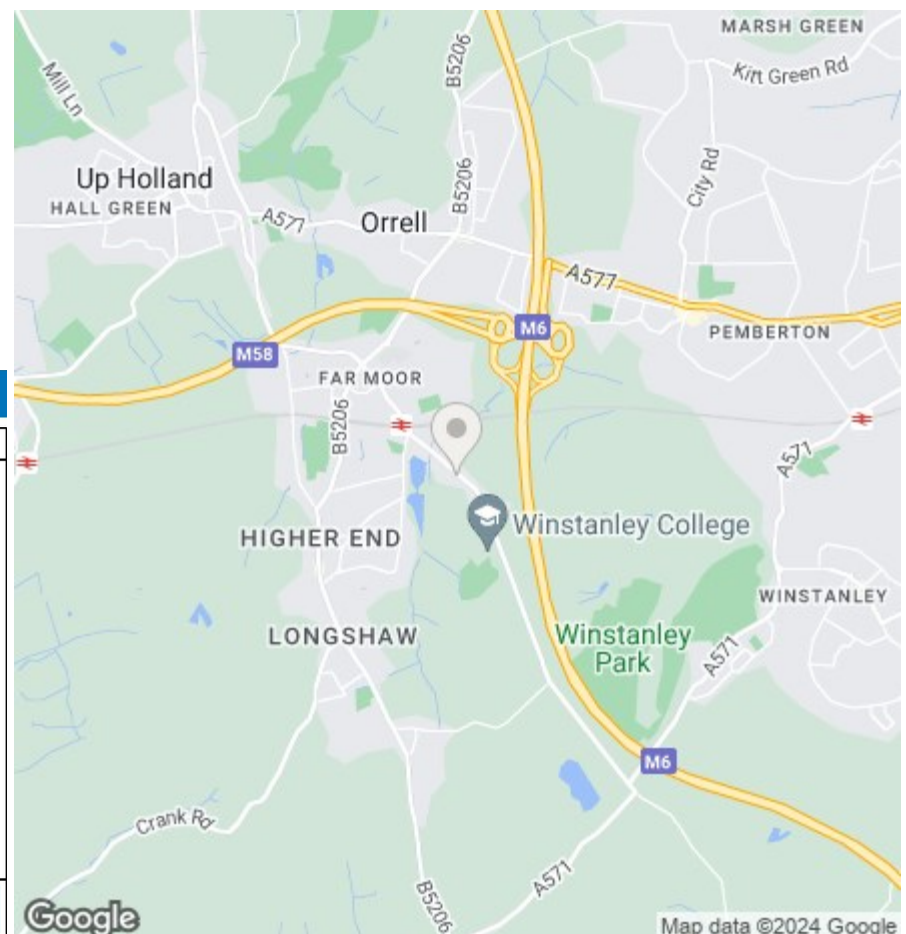 MARSH GREEN
Kitt Green Rd
B5206
Mill Ln
Up Holland
HALL GREEN
City Rd
B5206
A571
Orrell
A577
M6
PEMBERTON
M58
FAR MOOR
B5206
A571
Winstanley College
HIGHER END
WINSTANLEY
LONGSHAW
Winstanley
Park
A571
M6
Crank Rd
A571
B5206
Google
Map data ©2024 Google